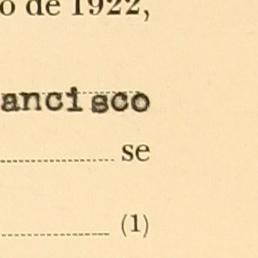 o de 1922,
ancisco
se
(1)